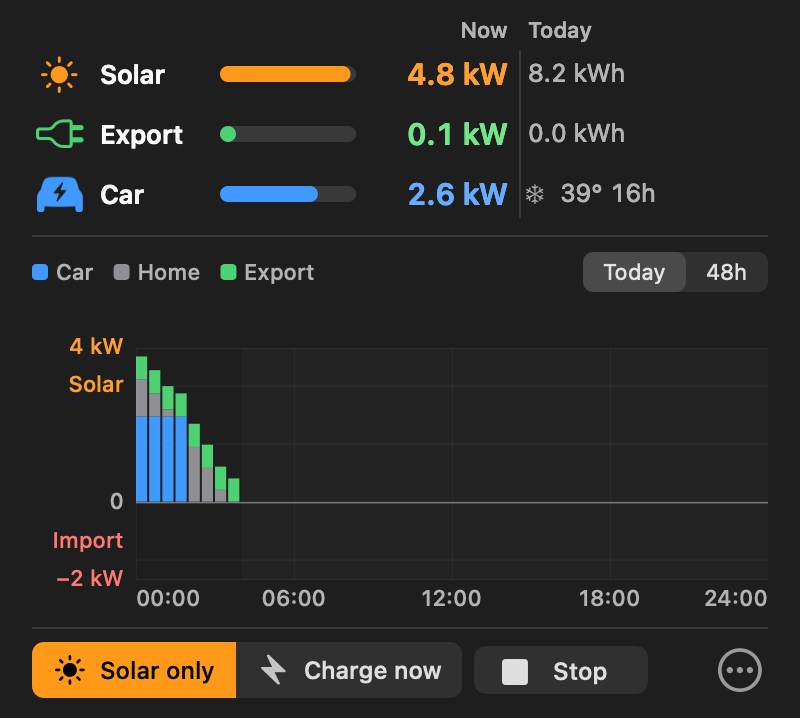 Now Today
Solar 4.8 kW 8.2 kWh
Export 0.1 kW 0.0 kWh
Car 2.6 kW 39° 16h
Car Home Export Today 48h
4 kW
Solar
0
Import
−2 kW
00:00 06:00 12:00 18:00 24:00
Solar only Charge now Stop